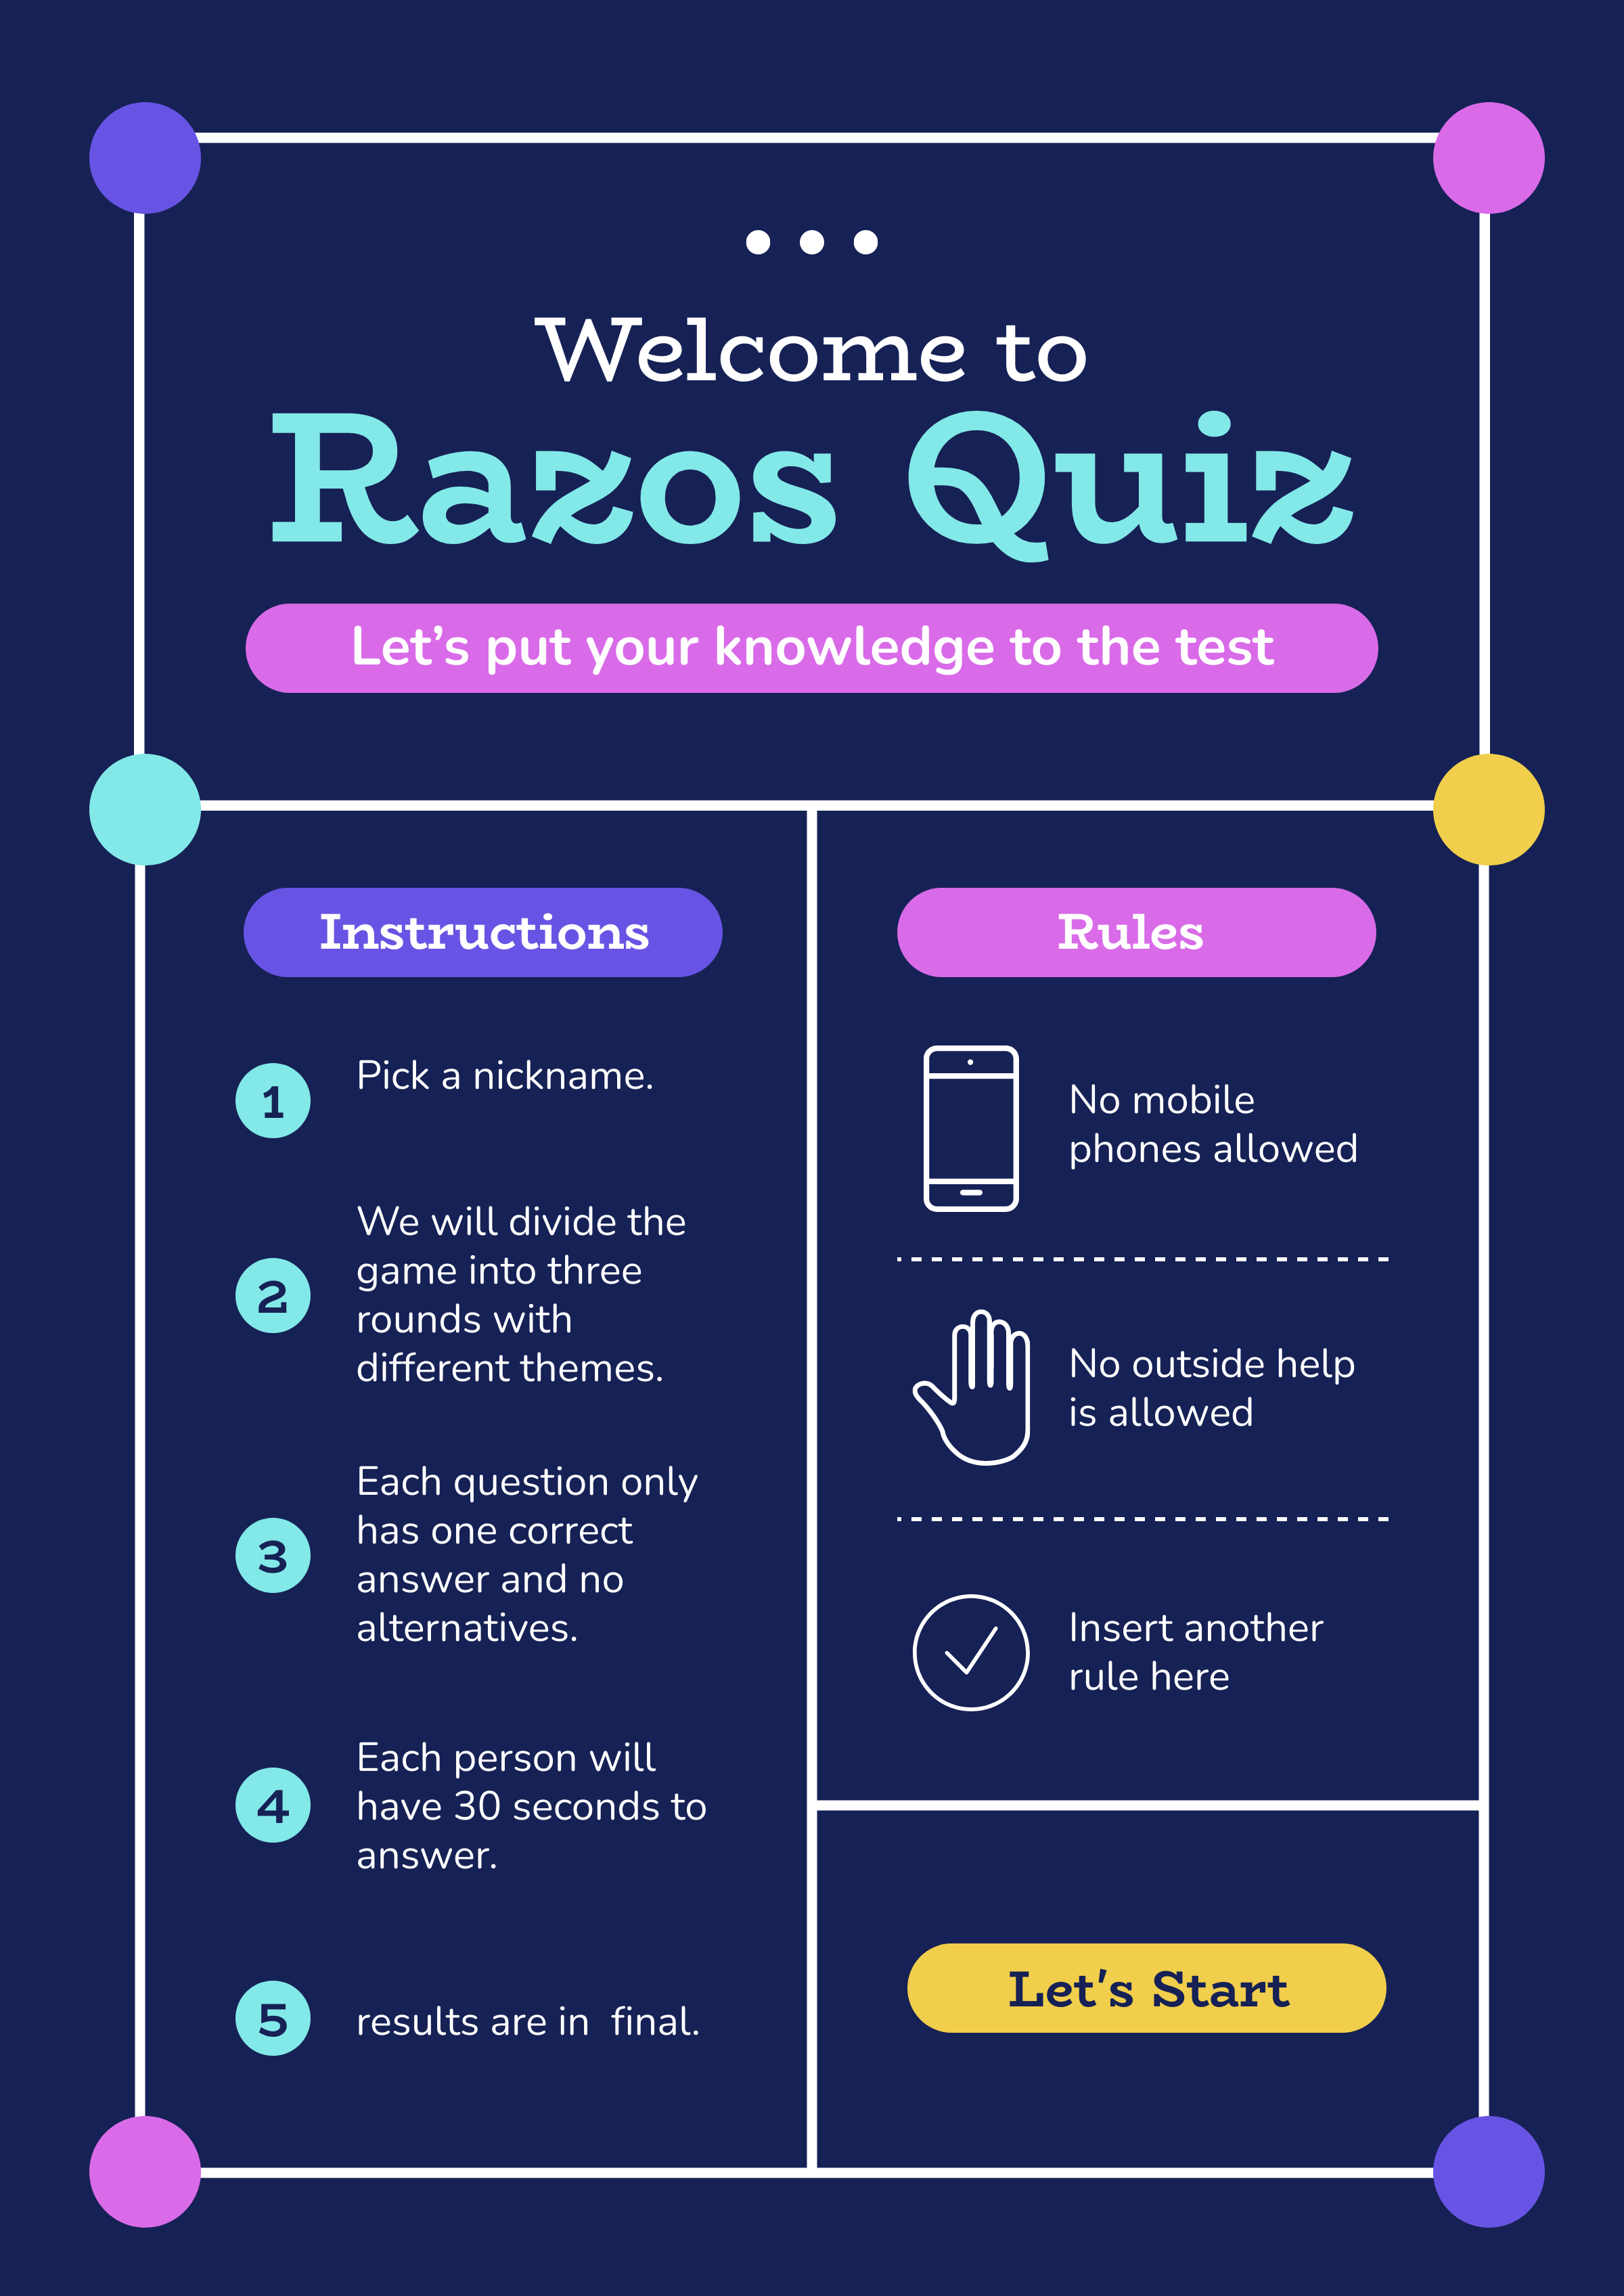 Welcome to
Razos Quiz
Let’s put your knowledge to the test
Instructions
1
Pick a nickname.
2
We will divide the
game into three
rounds with
different themes.
3
Each question only
has one correct
answer and no
alternatives.
4
Each person will
have 30 seconds to
answer.
5
results are in  final.
Rules
No mobile
phones allowed
No outside help
is allowed
Insert another
rule here
Let's Start